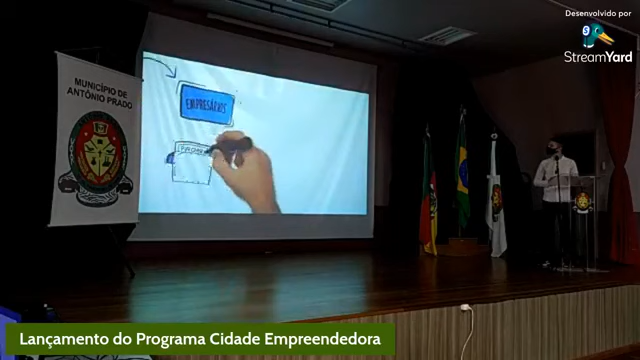 Desenvolvido por
StreamYard
MUNICÍPIO DE
ANTÔNIO PRADO
EMPRESÁRIOS
Lançamento do Programa Cidade Empreendedora